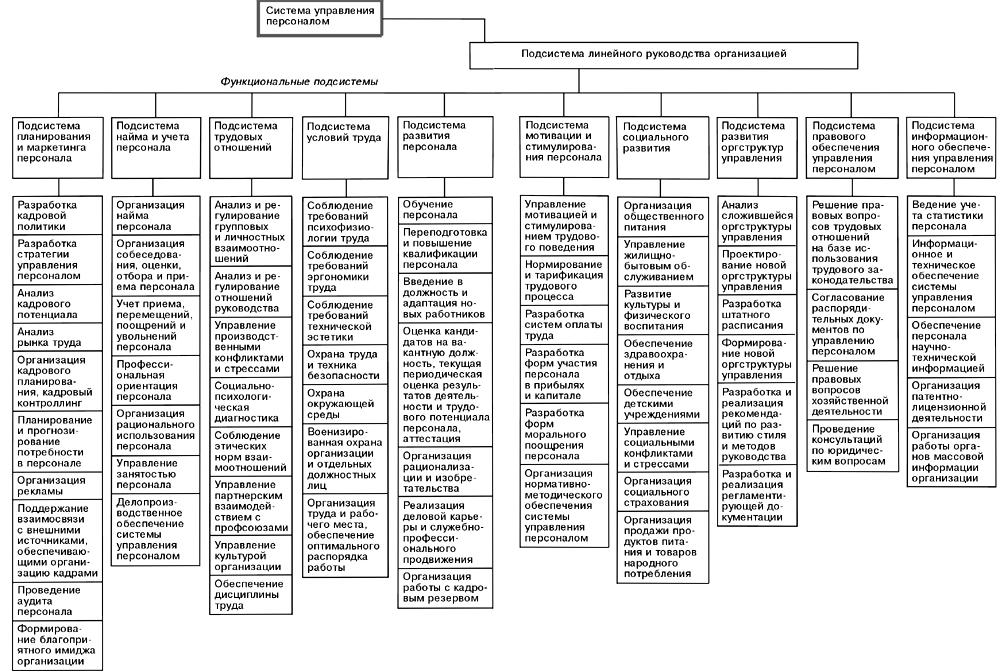 Система управления
персоналом
Подсистема линейного руководства организацией
Функциональные подсистемы
Подсистема
планирования
и маркетинга
персонала
Разработка
кадровой
политики
Разработка
стратегии
управления
персоналом
Анализ
кадрового
потенциала
Анализ
рынка труда
Организация
кадрового
планирова-
ния, кадровый
контроллинг
Планирование
и прогнози-
рование
потребности
в персонале
Организация
рекламы
Поддержание
взаимосвязи
с внешними
источниками,
обеспечиваю-
щими органи-
зацию кадрами
Проведение
аудита
персонала
Формирова-
ние благопри-
ятного имиджа
организации
Подсистема
найма и учета
персонала
Организация
найма
персонала
Организация
собеседова-
ния, оценки,
отбора и при-
ема персонала
Учет приема,
перемещений,
поощрений и
увольнений
персонала
Професси-
ональная
ориентация
персонала
Организация
рационального
использования
персонала
Управление
занятостью
персонала
Делопроиз-
водственное
обеспечение
системы
управления
персоналом
Подсистема
трудовых
отношений
Анализ и ре-
гулирование
групповых
и личностных
взаимоотно-
шений
Анализ и ре-
гулирование
отношений
руководства
Управления
производст-
венными
конфликтами
и стрессами
Социально-
психологи-
ческая
диагностика
Соблюдение
этических
норм взаи-
моотношений
Управление
партнерским
взаимодей-
ствием с
профсоюзами
Управление
культурой
организации
Обеспечение
дисциплины
труда
Подсистема
условий труда
Соблюдение
требований
психофизио-
логии труда
Соблюдение
требований
эргономики
труда
Соблюдение
требований
технической
эстетики
Охрана труда
и техника
безопасности
Охрана
окружающей
среды
Военизиро-
ванная охрана
организации
и отдельных
должностных
лиц
Организация
труда и рабо-
чего места,
обеспечение
оптимального
распорядка
работы
Подсистема
развития
персонала
Обучение
персонала
Переподготовка
и повышение
квалификации
персонала
Введение в
должность и
адаптация но-
вых работников
Оценка канди-
датов на ва-
кантную долж-
ность, текущая
периодическая
оценка резуль-
татов деятель-
ности и трудо-
вого потенциала
персонала,
аттестация
Организация
рационализа-
ции и изобре-
тательства
Реализация
деловой карье-
ры и служебно-
профессио-
онального
продвижения
Организация
работы с кадро-
вым резервом
Подсистема
мотивации и
стимулирова-
ния персонала
Управление
мотивацией и
стимулирова-
нием трудово-
го поведения
Нормирование
и тарификация
трудового
процесса
Разработка
систем оплаты
труда
Разработка
форм участия
персонала
в прибылях
и капитале
Разработка
форм
морального
поощрения
персонала
Организация
нормативно-
методического
обеспечения
системы
управления
персоналом
Подсистема
социального
развития
Организация
общественного
питания
Управление
жилищно-
бытовым об-
служиванием
Развитие
культуры и
физического
воспитания
Обеспечение
здравоохра-
нения и
отдыха
Обеспечение
детскими
учреждениями
Управление
социальными
конфликтами
и стрессами
Организация
социального
страхования
Организация
продажи про-
дуктов пита-
ния и товаров
народного
потребления
Подсистема
развития
оргструктур
управления
Анализ
сложившейся
оргструктуры
управления
Проектиро-
вание новой
оргструктуры
управления
Разработка
штатного
расписания
Формирование
новой
оргструктуры
управления
Разработка и
реализация
рекоменда-
ций по раз-
витию стиля
и методов
руководства
Разработка и
реализация
регламенти-
рующей до-
кументации
Подсистема
правового
обеспечения
управления
персоналом
Решение пра-
вовых вопро-
сов трудовых
отношений
на базе ис-
пользования
трудового за-
конодательства
Согласование
распоряди-
тельных доку-
ментов по
управлению
персоналом
Решение
правовых
вопросов
хозяйственной
деятельности
Проведение
консультаций
по юридичес-
ким вопросам
Подсистема
информацион-
ного обеспече-
ния управления
персоналом
Ведение уче-
та статистики
персонала
Информаци-
онное и
техническое
обеспечение
системы
управления
персоналом
Обеспечение
персонала
научно-
технической
информацией
Организация
патентно-
лицензионной
деятельности
Организация
работы орга-
нов массовой
информации
организации